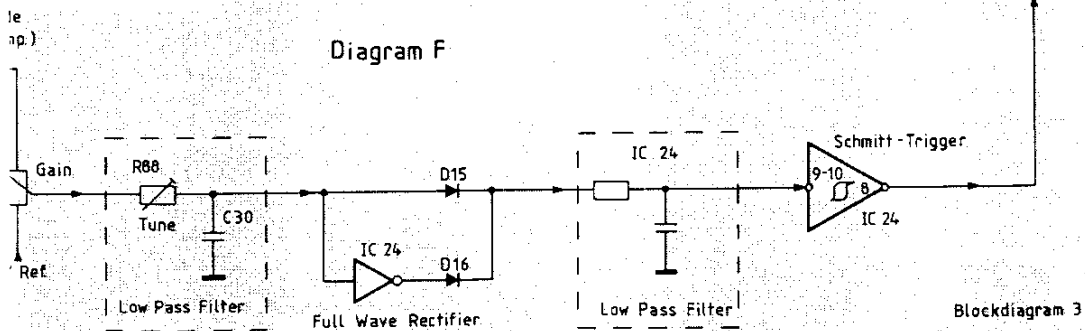 Diagram F
Gain
R88
Tune
C30
Ref.
Low Pass Filter
D15
IC 24
D16
Full Wave Rectifier
IC 24
Low Pass Filter
Schmitt-Trigger
9-10
8
IC 24
Blockdiagram 3